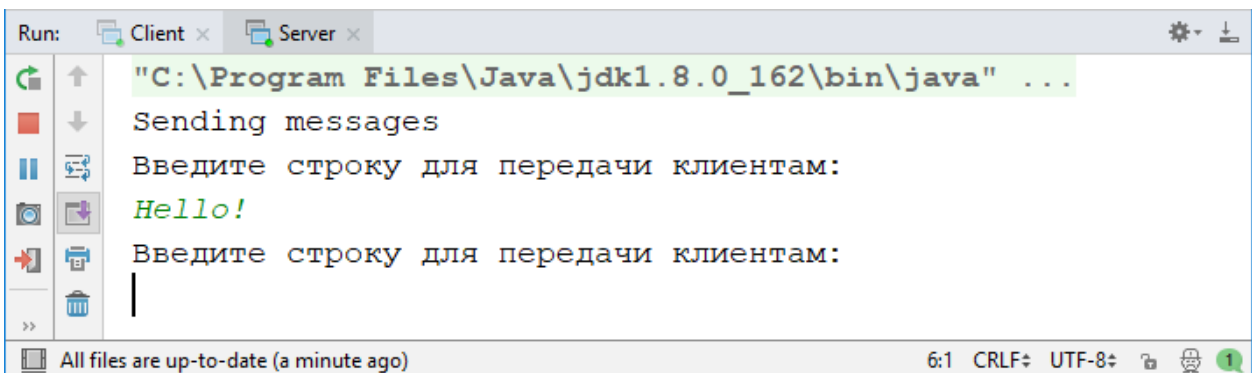 Run: Client × Server ×
"C:\Program Files\Java\jdk1.8.0_162\bin\java" ...
Sending messages
Введите строку для передачи клиентам:
Hello!
Введите строку для передачи клиентам:
All files are up-to-date (a minute ago) 6:1 CRLF UTF-8 1